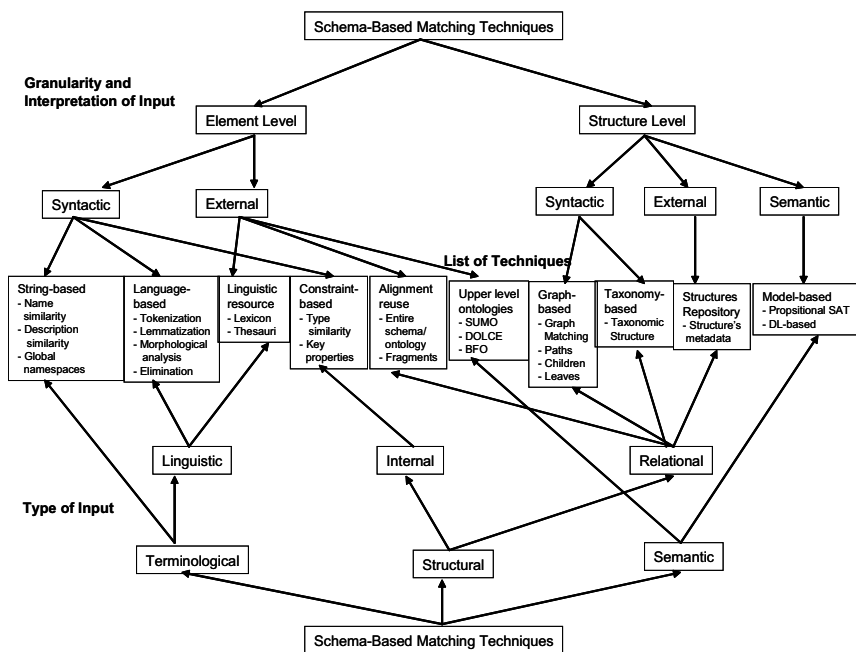 Schema-Based Matching Techniques
Granularity and
Interpretation of Input
Element Level
Structure Level
Syntactic
External
Syntactic
External
Semantic
List of Techniques
String-based
- Name
similarity
- Description
similarity
- Global
namespaces
Language-
based
- Tokenization
- Lemmatization
- Morphological
analysis
- Elimination
Linguistic
resource
- Lexicon
- Thesauri
Constraint-
based
- Type
similarity
- Key
properties
Alignment
reuse
- Entire
schema/
ontology
- Fragments
Upper level
ontologies
- SUMO
- DOLCE
- BFO
Graph-
based
- Graph
Matching
- Paths
- Children
- Leaves
Taxonomy-
based
- Taxonomic
Structure
Structures
Repository
- Structure's
metadata
Model-based
- Propsitional SAT
- DL-based
Linguistic
Internal
Relational
Type of Input
Terminological
Structural
Semantic
Schema-Based Matching Techniques